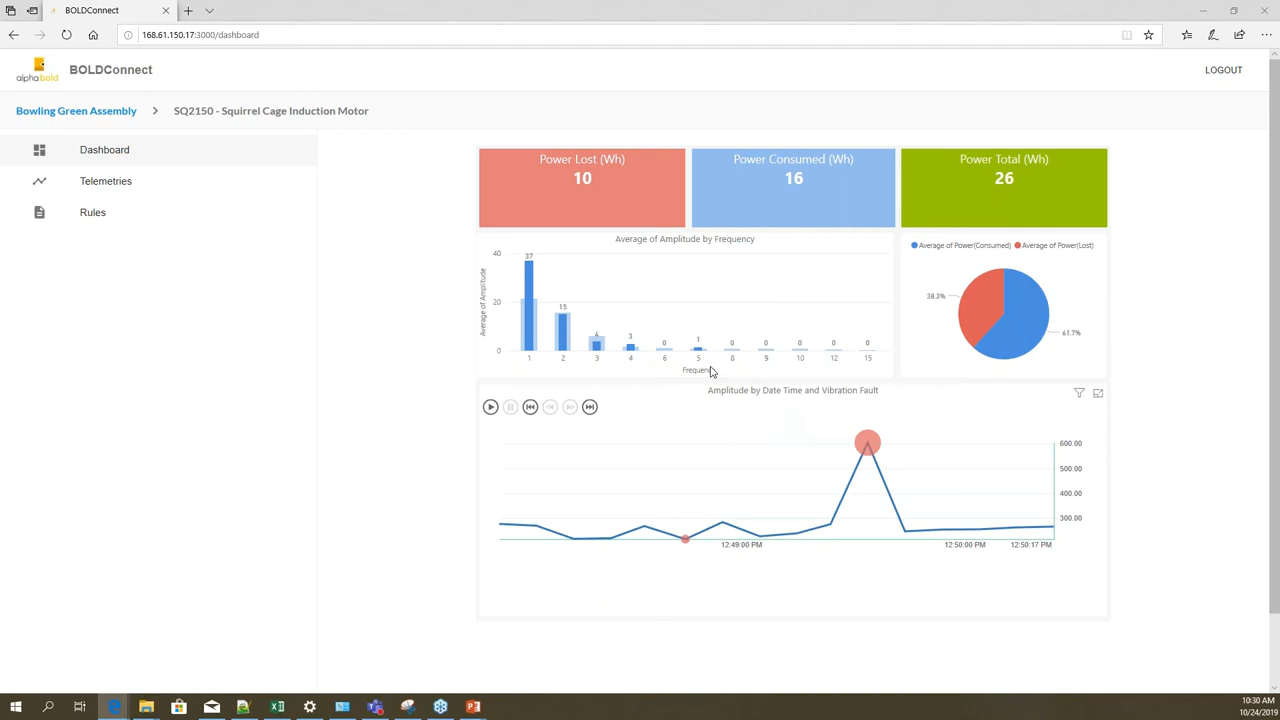 BOLDConnect
168.61.150.17:3000/dashboard
alphabold
BOLDConnect
LOGOUT
Bowling Green Assembly > SQ2150 - Squirrel Cage Induction Motor
Dashboard
Telemetries
Rules
Power Lost (Wh)
10
Power Consumed (Wh)
16
Power Total (Wh)
26
Average of Amplitude by Frequency
Average of Amplitude
40
20
0
37
15
4
3
0
1
0
0
0
0
0
1 2 3 4 6 5 8 9 10 12 15
Frequency
Average of Power(Consumed) Average of Power(Lost)
38.3%
61.7%
Amplitude by Date Time and Vibration Fault
600.00
500.00
400.00
300.00
12:49:00 PM 12:50:00 PM 12:50:17 PM
10:30 AM
10/24/2019